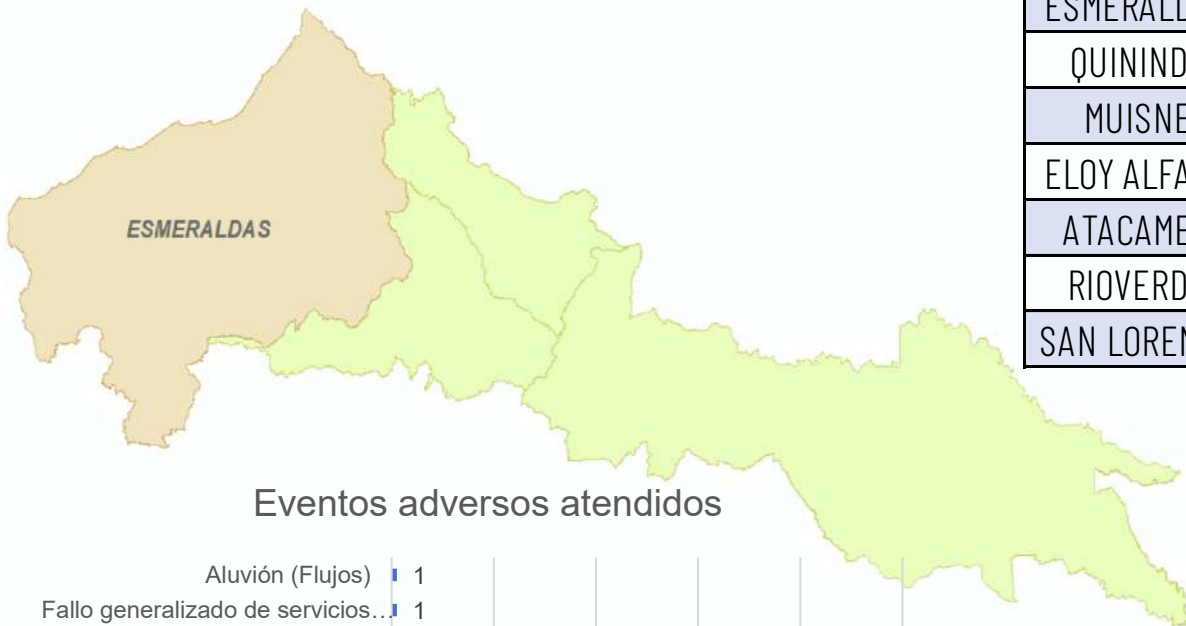 ESMERALD
QUININD
MUISNE
ELOY ALFA
ATACAME
RIOVERD
SAN LOREN
ESMERALDAS
Eventos adversos atendidos
Aluvión (Flujos) 1
Fallo generalizado de servicios... 1